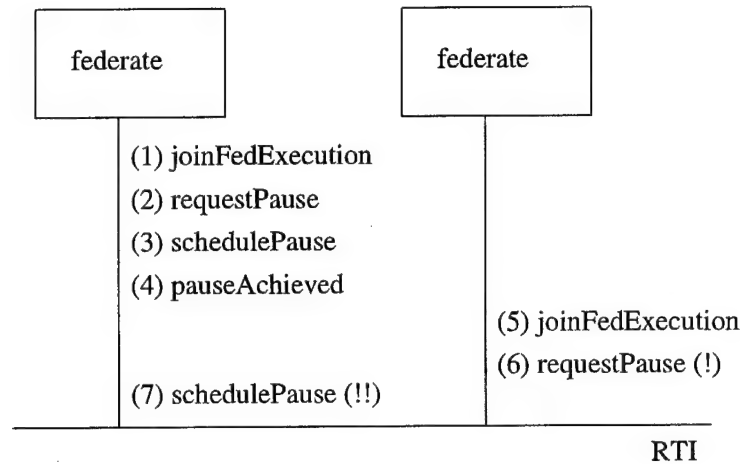 federate
federate
(1) joinFedExecution
(2) requestPause
(3) schedulePause
(4) pauseAchieved
(5) joinFedExecution
(6) requestPause (!)
(7) schedulePause (!!)
RTI